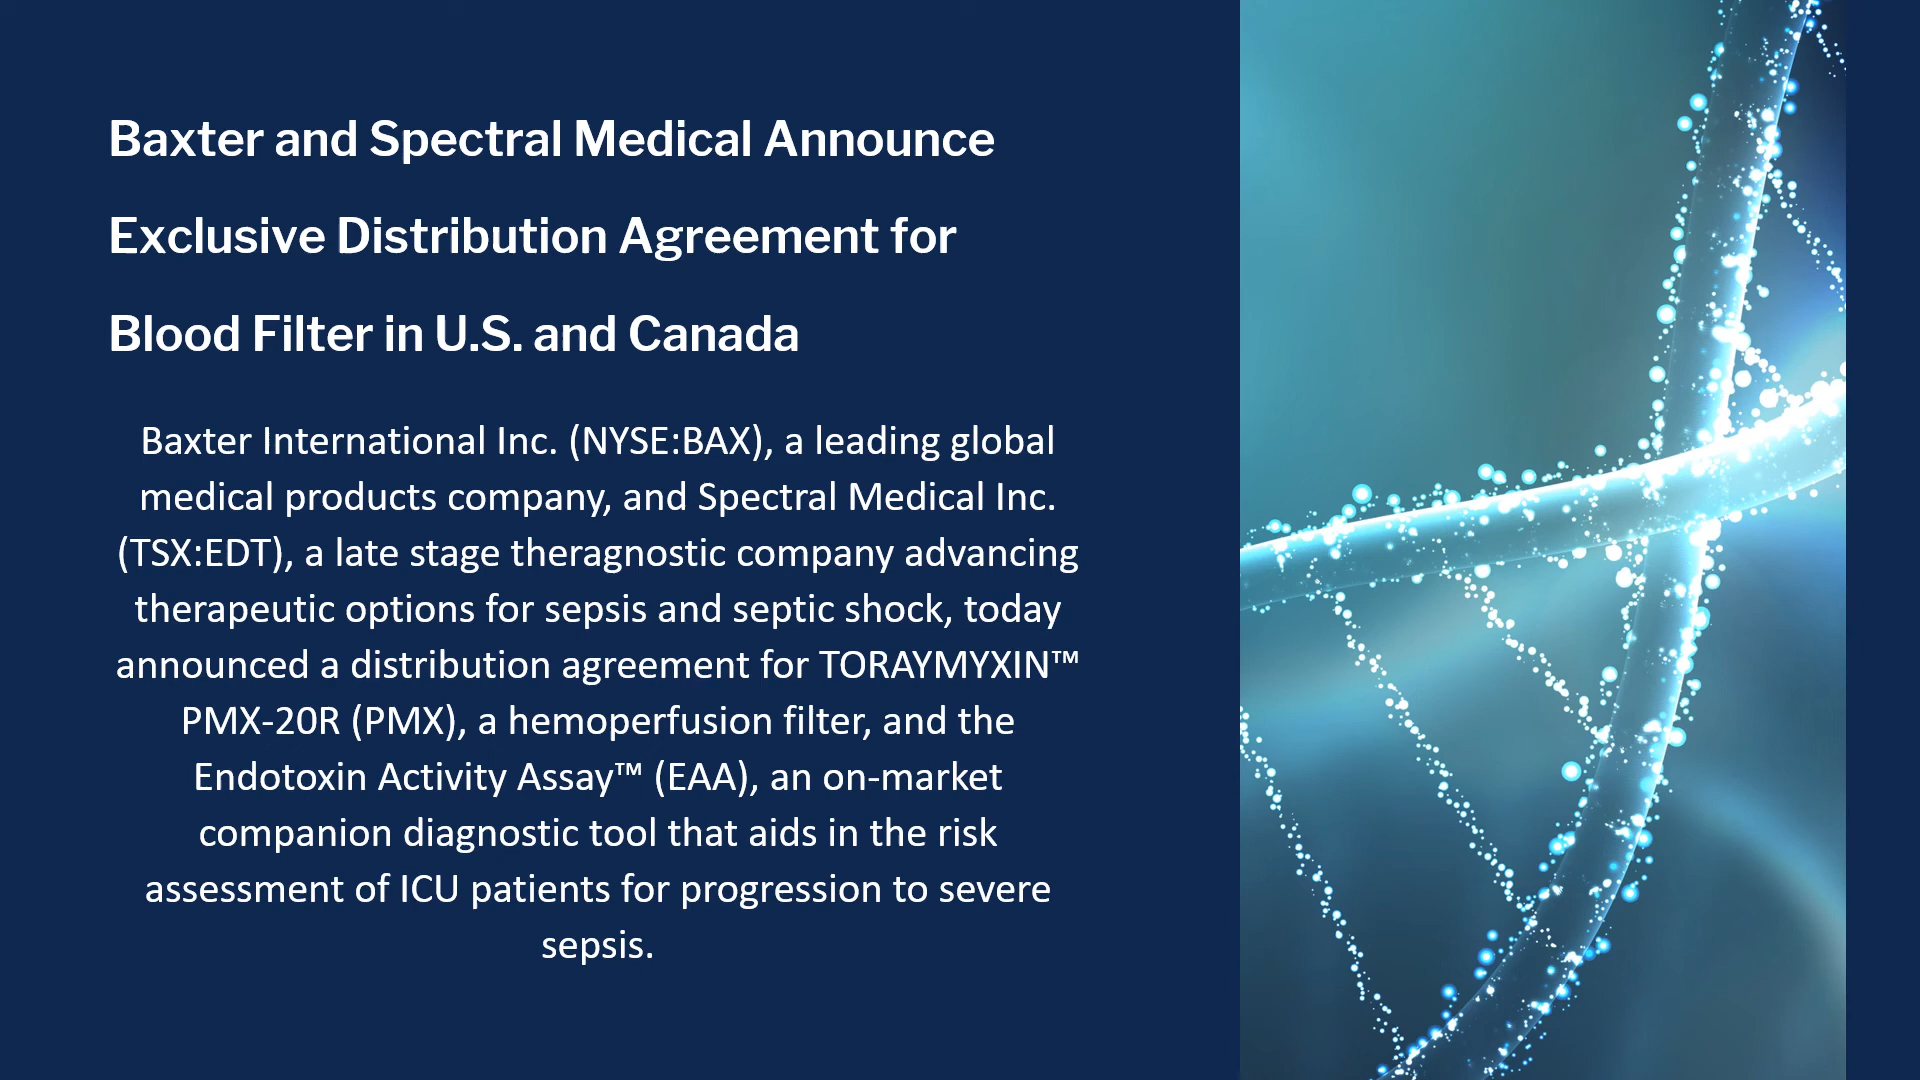 Baxter and Spectral Medical Announce
Exclusive Distribution Agreement for
Blood Filter in U.S. and Canada
Baxter International Inc. (NYSE:BAX), a leading global
medical products company, and Spectral Medical Inc.
(TSX:EDT), a late stage theragnostic company advancing
therapeutic options for sepsis and septic shock, today
announced a distribution agreement for TORAYMYXIN™
PMX-20R (PMX), a hemoperfusion filter, and the
Endotoxin Activity Assay™ (EAA), an on-market
companion diagnostic tool that aids in the risk
assessment of ICU patients for progression to severe
sepsis.